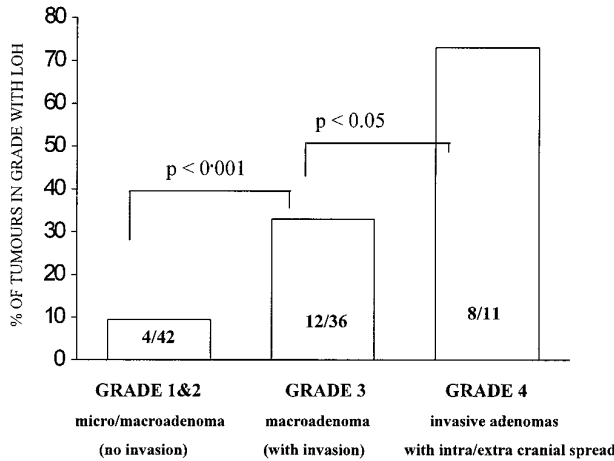 % OF TUMOURS IN GRADE WITH LOH
80
70
60
50
40
30
20
10
0
p < 0.05
p < 0·001
4/42
12/36
8/11
GRADE 1&2
GRADE 3
GRADE 4
micro/macroadenoma
macroadenoma
invasive adenomas
(no invasion)
(with invasion)
with intra/extra cranial spread